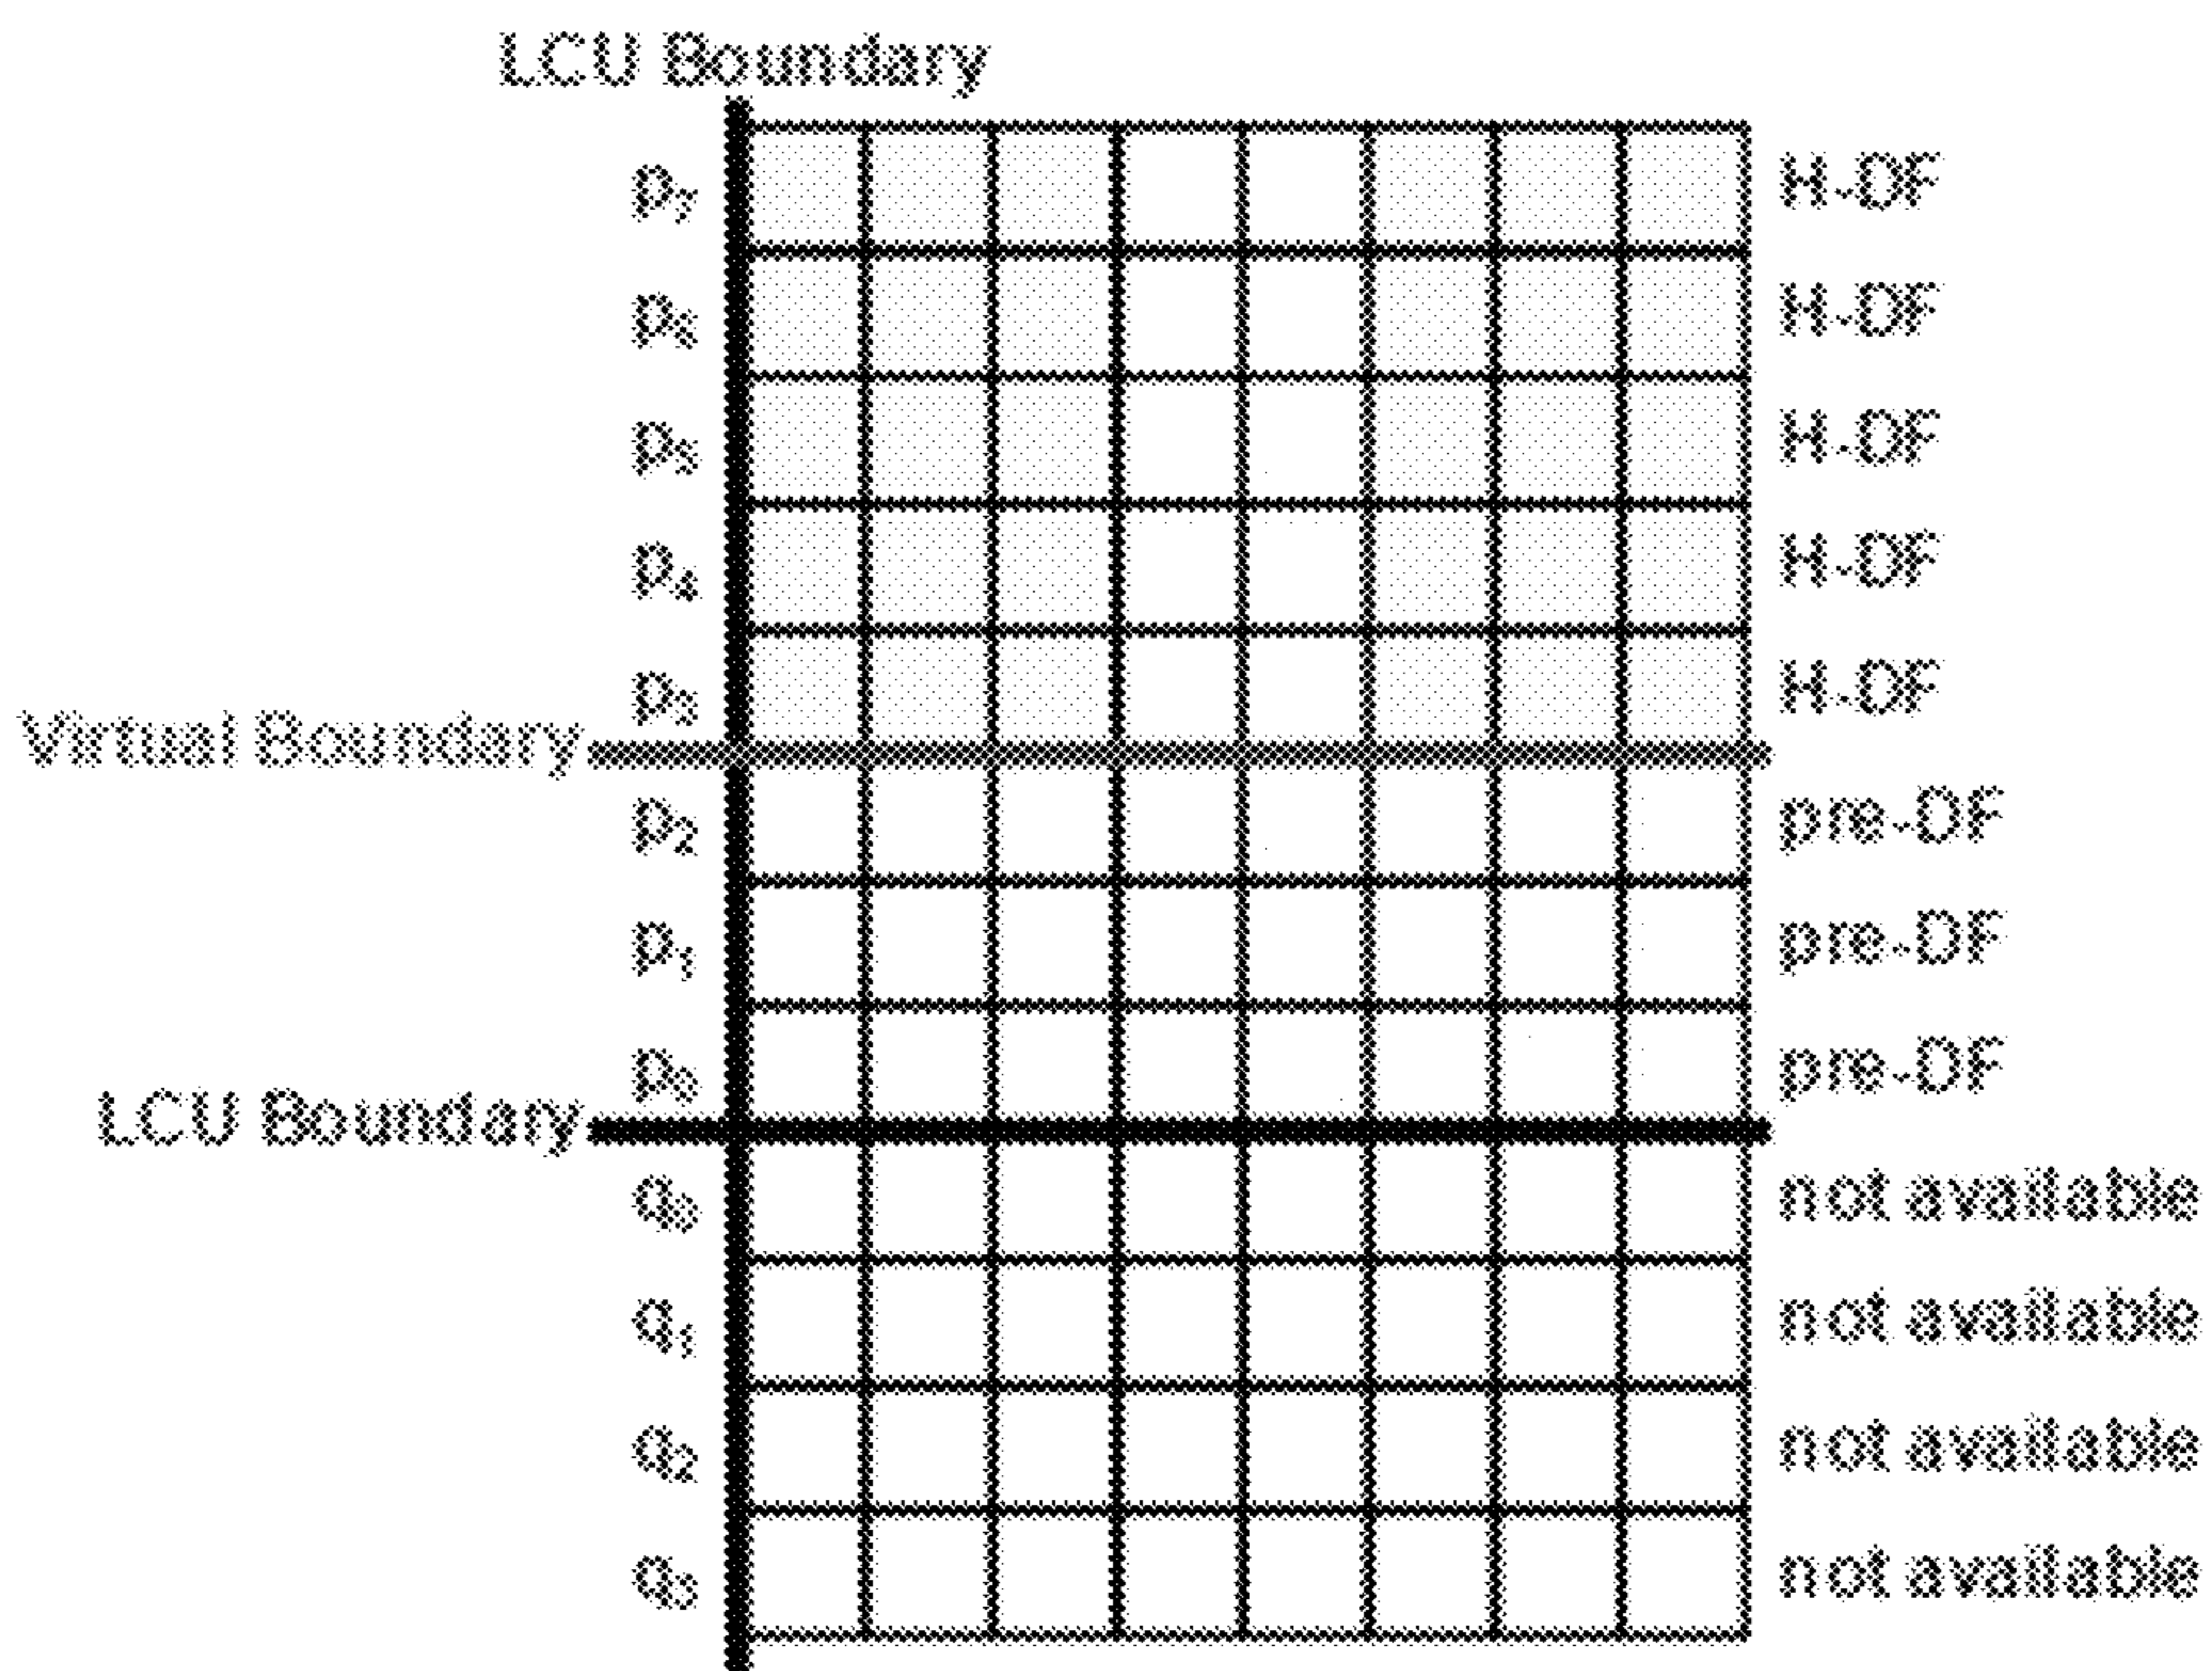 LCU Boundary
p₇ H-DF
p₆ H-DF
p₅ H-DF
p₄ H-DF
p₃ H-DF
Virtual Boundary
p₂ pre-DF
p₁ pre-DF
p₀ pre-DF
LCU Boundary
q₀ not available
q₁ not available
q₂ not available
q₃ not available